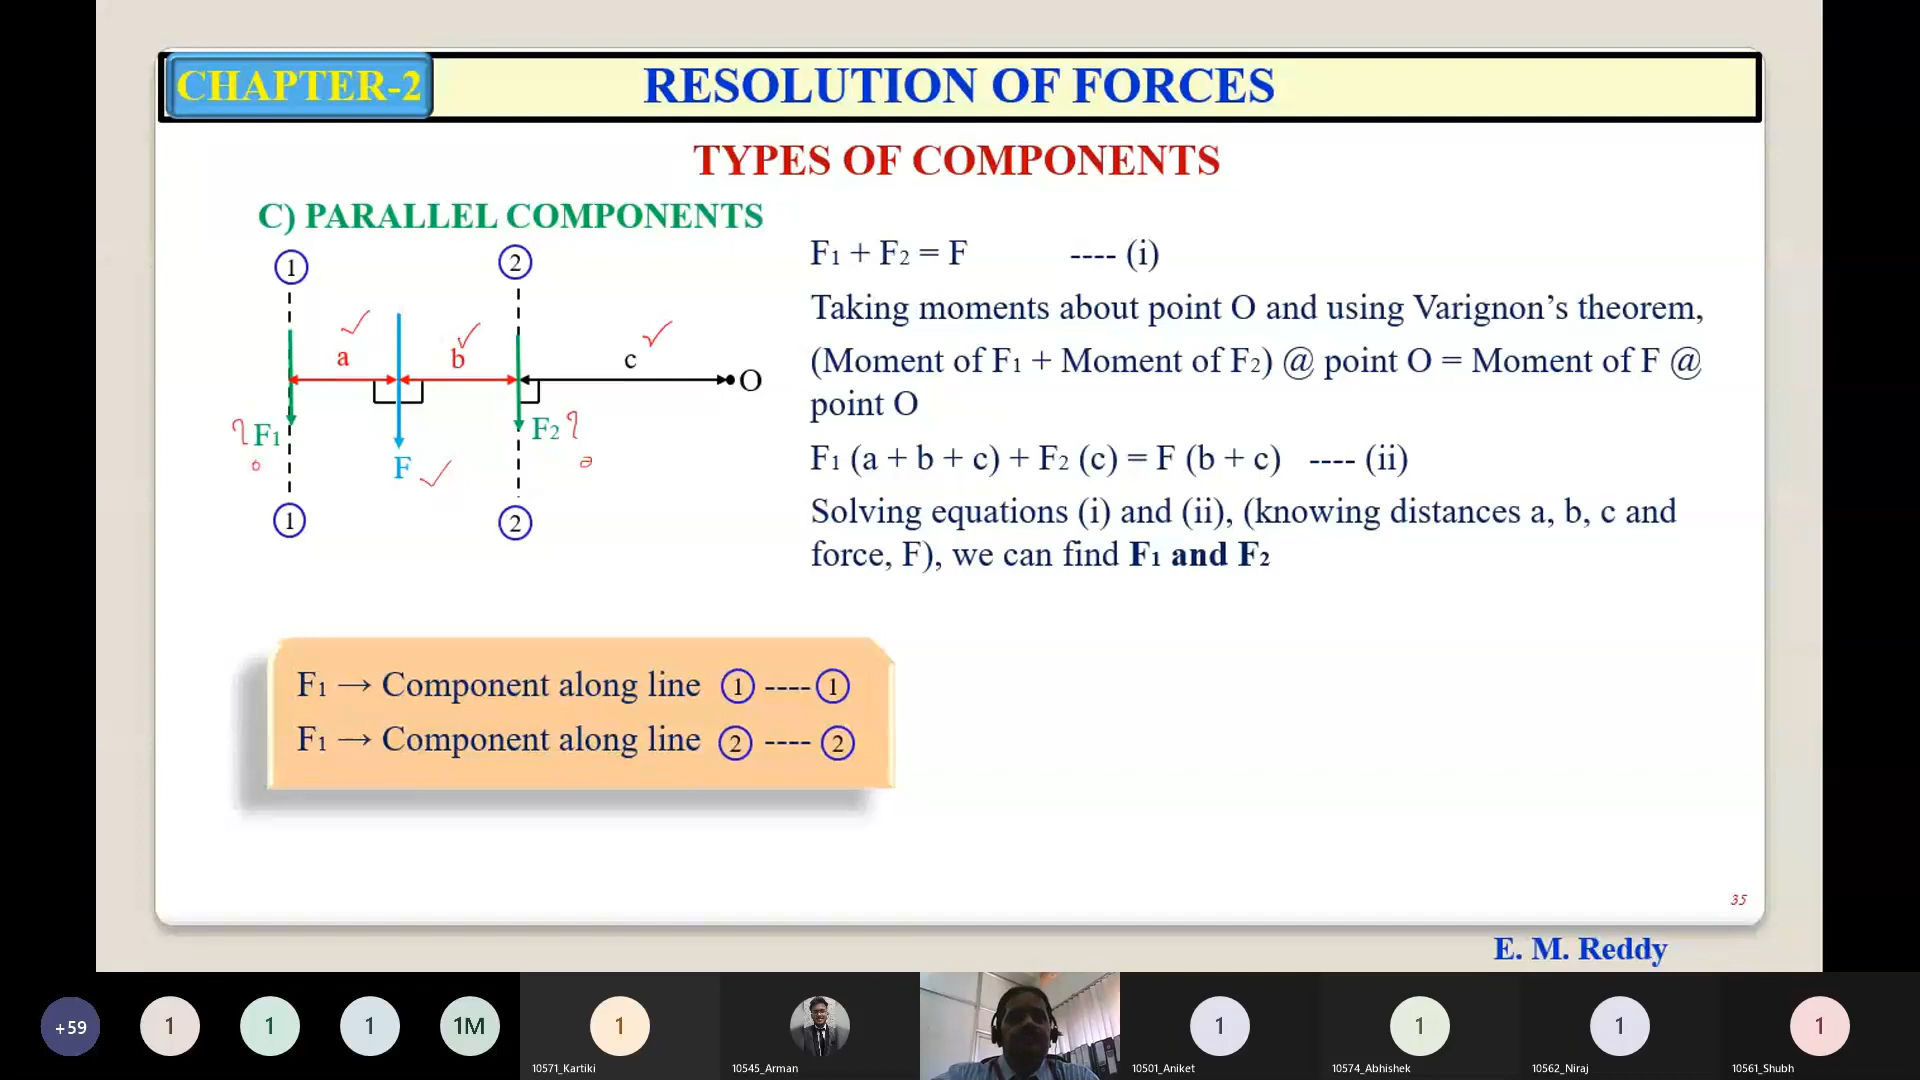 CHAPTER-2
RESOLUTION OF FORCES
TYPES OF COMPONENTS
C) PARALLEL COMPONENTS
1
2
a
b
c
O
F1
F2
F
1
2
F1 + F2 = F ---- (i)
Taking moments about point O and using Varignon’s theorem,
(Moment of F1 + Moment of F2) @ point O = Moment of F @
point O
F1 (a + b + c) + F2 (c) = F (b + c) ---- (ii)
Solving equations (i) and (ii), (knowing distances a, b, c and
force, F), we can find F1 and F2
F1 → Component along line 1 ---- 1
F1 → Component along line 2 ---- 2
35
E. M. Reddy
+59
1
1
1
1M
1
1
1
1
1
10571_Kartiki
10545_Arman
10501_Aniket
10574_Abhishek
10562_Niraj
10561_Shubh